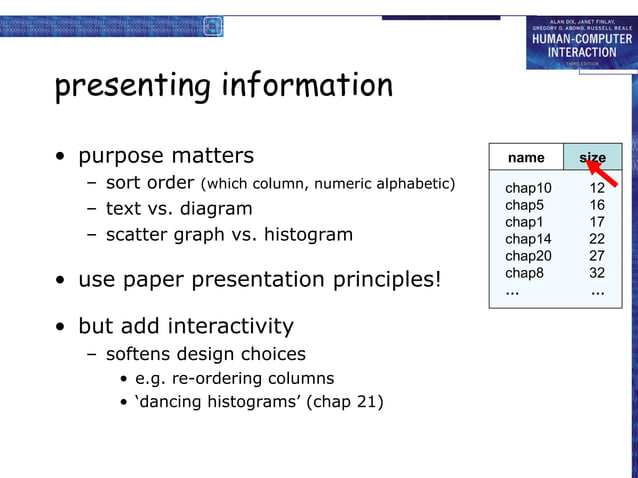 ALAN DIX, JANET FINLAY,
GREGORY D. ABOWD, RUSSELL BEALE
HUMAN-COMPUTER
INTERACTION
THIRD EDITION
presenting information
• purpose matters
– sort order (which column, numeric alphabetic)
– text vs. diagram
– scatter graph vs. histogram
• use paper presentation principles!
• but add interactivity
– softens design choices
• e.g. re-ordering columns
• ‘dancing histograms’ (chap 21)
name size
chap10 12
chap5 16
chap1 17
chap14 22
chap20 27
chap8 32
… …